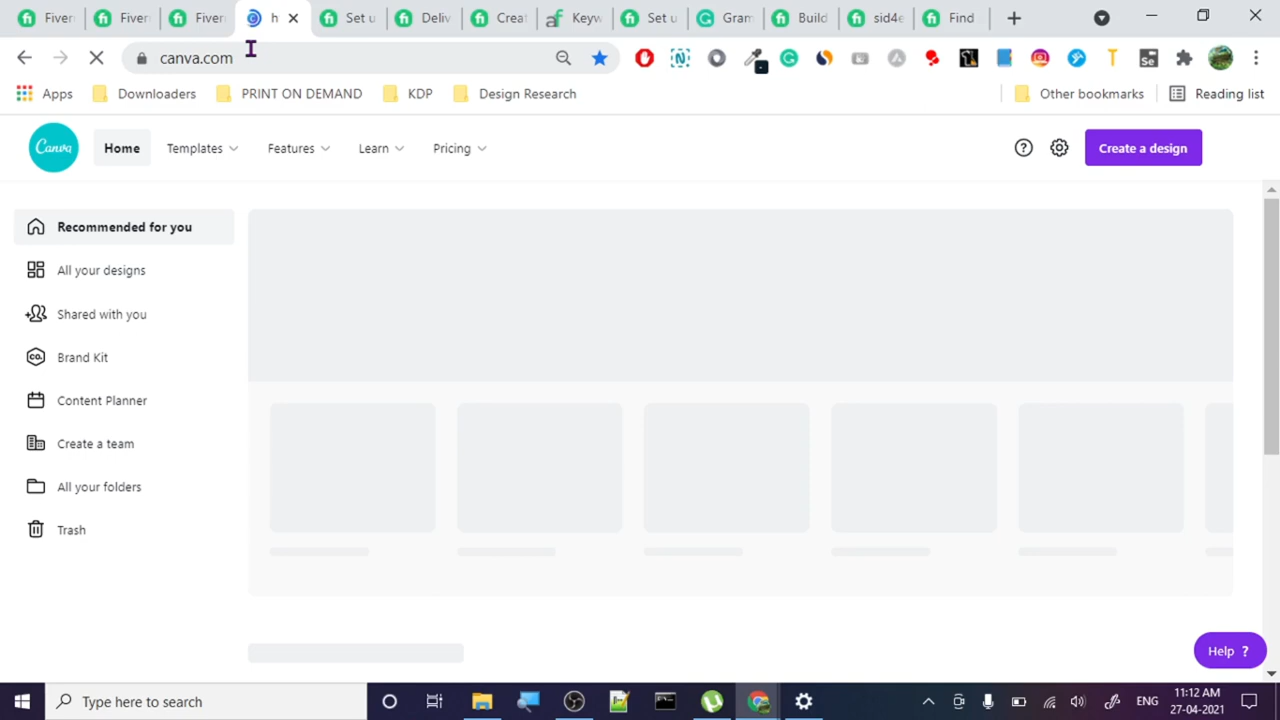 Fiver
Fiver
Fiver
h
Set u
Deliv
Creat
Keyw
Set u
Gram
Build
sid4e
Find
canva.com
Apps
Downloaders
PRINT ON DEMAND
KDP
Design Research
Other bookmarks
Reading list
Canva
Home
Templates
Features
Learn
Pricing
Create a design
Recommended for you
All your designs
Shared with you
CO.
Brand Kit
Content Planner
Create a team
All your folders
Trash
Help ?
Type here to search
ENG
11:12 AM
27-04-2021